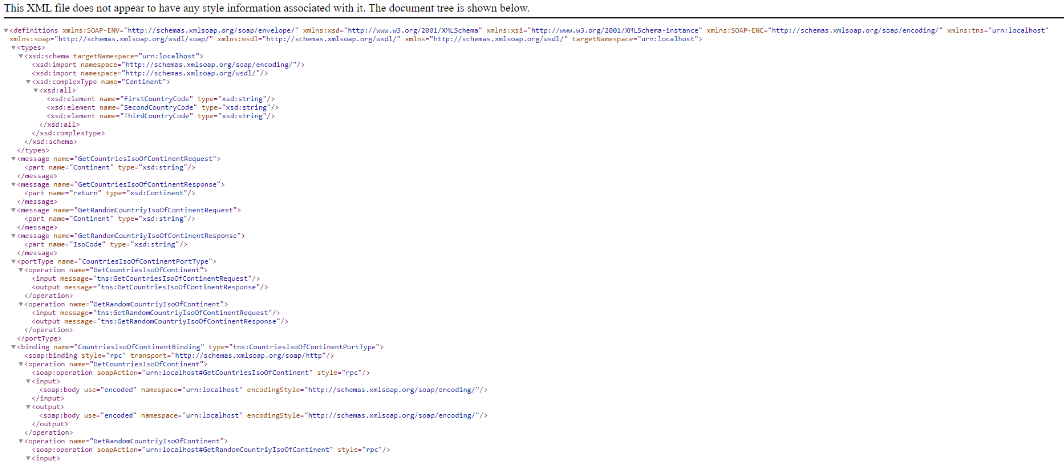 This XML file does not appear to have any style information associated with it. The document tree is shown below.
▼<definitions xmlns:SOAP-ENV="http://schemas.xmlsoap.org/soap/envelope/" xmlns:xsd="http://www.w3.org/2001/XMLSchema" xmlns:xsi="http://www.w3.org/2001/XMLSchema-instance" xmlns:SOAP-ENC="http://schemas.xmlsoap.org/soap/encoding/" xmlns:tns="urn:localhost"
xmlns:soap="http://schemas.xmlsoap.org/wsdl/soap/" xmlns:wsdl="http://schemas.xmlsoap.org/wsdl/" xmlns="http://schemas.xmlsoap.org/wsdl/" targetNamespace="urn:localhost">
▼<types>
▼<xsd:schema targetNamespace="urn:localhost">
<xsd:import namespace="http://schemas.xmlsoap.org/soap/encoding/"/>
<xsd:import namespace="http://schemas.xmlsoap.org/wsdl/"/>
▼<xsd:complexType name="Continent">
▼<xsd:all>
<xsd:element name="FirstCountryCode" type="xsd:string"/>
<xsd:element name="SecondCountryCode" type="xsd:string"/>
<xsd:element name="ThirdCountryCode" type="xsd:string"/>
</xsd:all>
</xsd:complexType>
</xsd:schema>
</types>
▼<message name="GetCountriesIsoOfContinentRequest">
<part name="Continent" type="xsd:string"/>
</message>
▼<message name="GetCountriesIsoOfContinentResponse">
<part name="return" type="xsd:Continent"/>
</message>
▼<message name="GetRandomCountriyIsoOfContinentRequest">
<part name="Continent" type="xsd:string"/>
</message>
▼<message name="GetRandomCountriyIsoOfContinentResponse">
<part name="IsoCode" type="xsd:string"/>
</message>
▼<portType name="CountriesIsoOfContinentPortType">
▼<operation name="GetCountriesIsoOfContinent">
<input message="tns:GetCountriesIsoOfContinentRequest"/>
<output message="tns:GetCountriesIsoOfContinentResponse"/>
</operation>
▼<operation name="GetRandomCountriyIsoOfContinent">
<input message="tns:GetRandomCountriyIsoOfContinentRequest"/>
<output message="tns:GetRandomCountriyIsoOfContinentResponse"/>
</operation>
</portType>
▼<binding name="CountriesIsoOfContinentBinding" type="tns:CountriesIsoOfContinentPortType">
<soap:binding style="rpc" transport="http://schemas.xmlsoap.org/soap/http"/>
▼<operation name="GetCountriesIsoOfContinent">
<soap:operation soapAction="urn:localhost#GetCountriesIsoOfContinent" style="rpc"/>
▼<input>
<soap:body use="encoded" namespace="urn:localhost" encodingStyle="http://schemas.xmlsoap.org/soap/encoding/"/>
</input>
▼<output>
<soap:body use="encoded" namespace="urn:localhost" encodingStyle="http://schemas.xmlsoap.org/soap/encoding/"/>
</output>
</operation>
▼<operation name="GetRandomCountriyIsoOfContinent">
<soap:operation soapAction="urn:localhost#GetRandomCountriyIsoOfContinent" style="rpc"/>
▼<input>